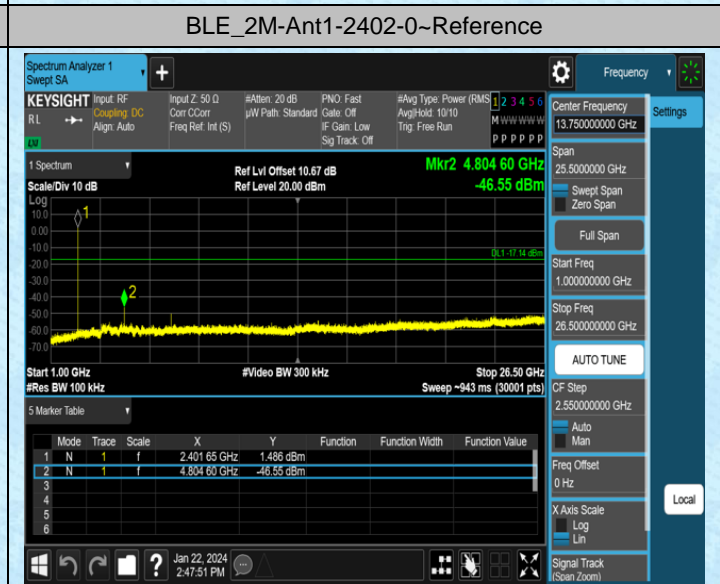 BLE_2M-Ant1-2402-0~Reference
Spectrum Analyzer 1
Swept SA
+
Frequency
KEYSIGHT
RL
LXI
Input: RF
Coupling: DC
Align: Auto
Input Z: 50 Ω
Corr CCorr
Freq Ref: Int (S)
#Atten: 20 dB
µW Path: Standard
PNO: Fast
Gate: Off
IF Gain: Low
Sig Track: Off
#Avg Type: Power (RMS
Avg|Hold: 10/10
Trig: Free Run
1 2 3 4 5 6
M W W W W W
P P P P P P
1 Spectrum
Scale/Div 10 dB
Ref Lvl Offset 10.67 dB
Ref Level 20.00 dBm
Mkr2 4.804 60 GHz
-46.55 dBm
Log
10.0
0.00
-10.0
-20.0
-30.0
-40.0
-50.0
-60.0
-70.0
1
2
DL1 -17.14 dBm
Start 1.00 GHz
#Res BW 100 kHz
#Video BW 300 kHz
Stop 26.50 GHz
Sweep ~943 ms (30001 pts)
5 Marker Table
Mode Trace Scale X Y Function Function Width Function Value
1 N 1 f 2.401 65 GHz 1.486 dBm
2 N 1 f 4.804 60 GHz -46.55 dBm
3
4
5
6
Center Frequency
13.750000000 GHz
Settings
Span
25.5000000 GHz
Swept Span
Zero Span
Full Span
Start Freq
1.000000000 GHz
Stop Freq
26.500000000 GHz
AUTO TUNE
CF Step
2.550000000 GHz
Auto
Man
Freq Offset
0 Hz
X Axis Scale
Log
Lin
Signal Track
(Span Zoom)
Local
?
Jan 22, 2024
2:47:51 PM